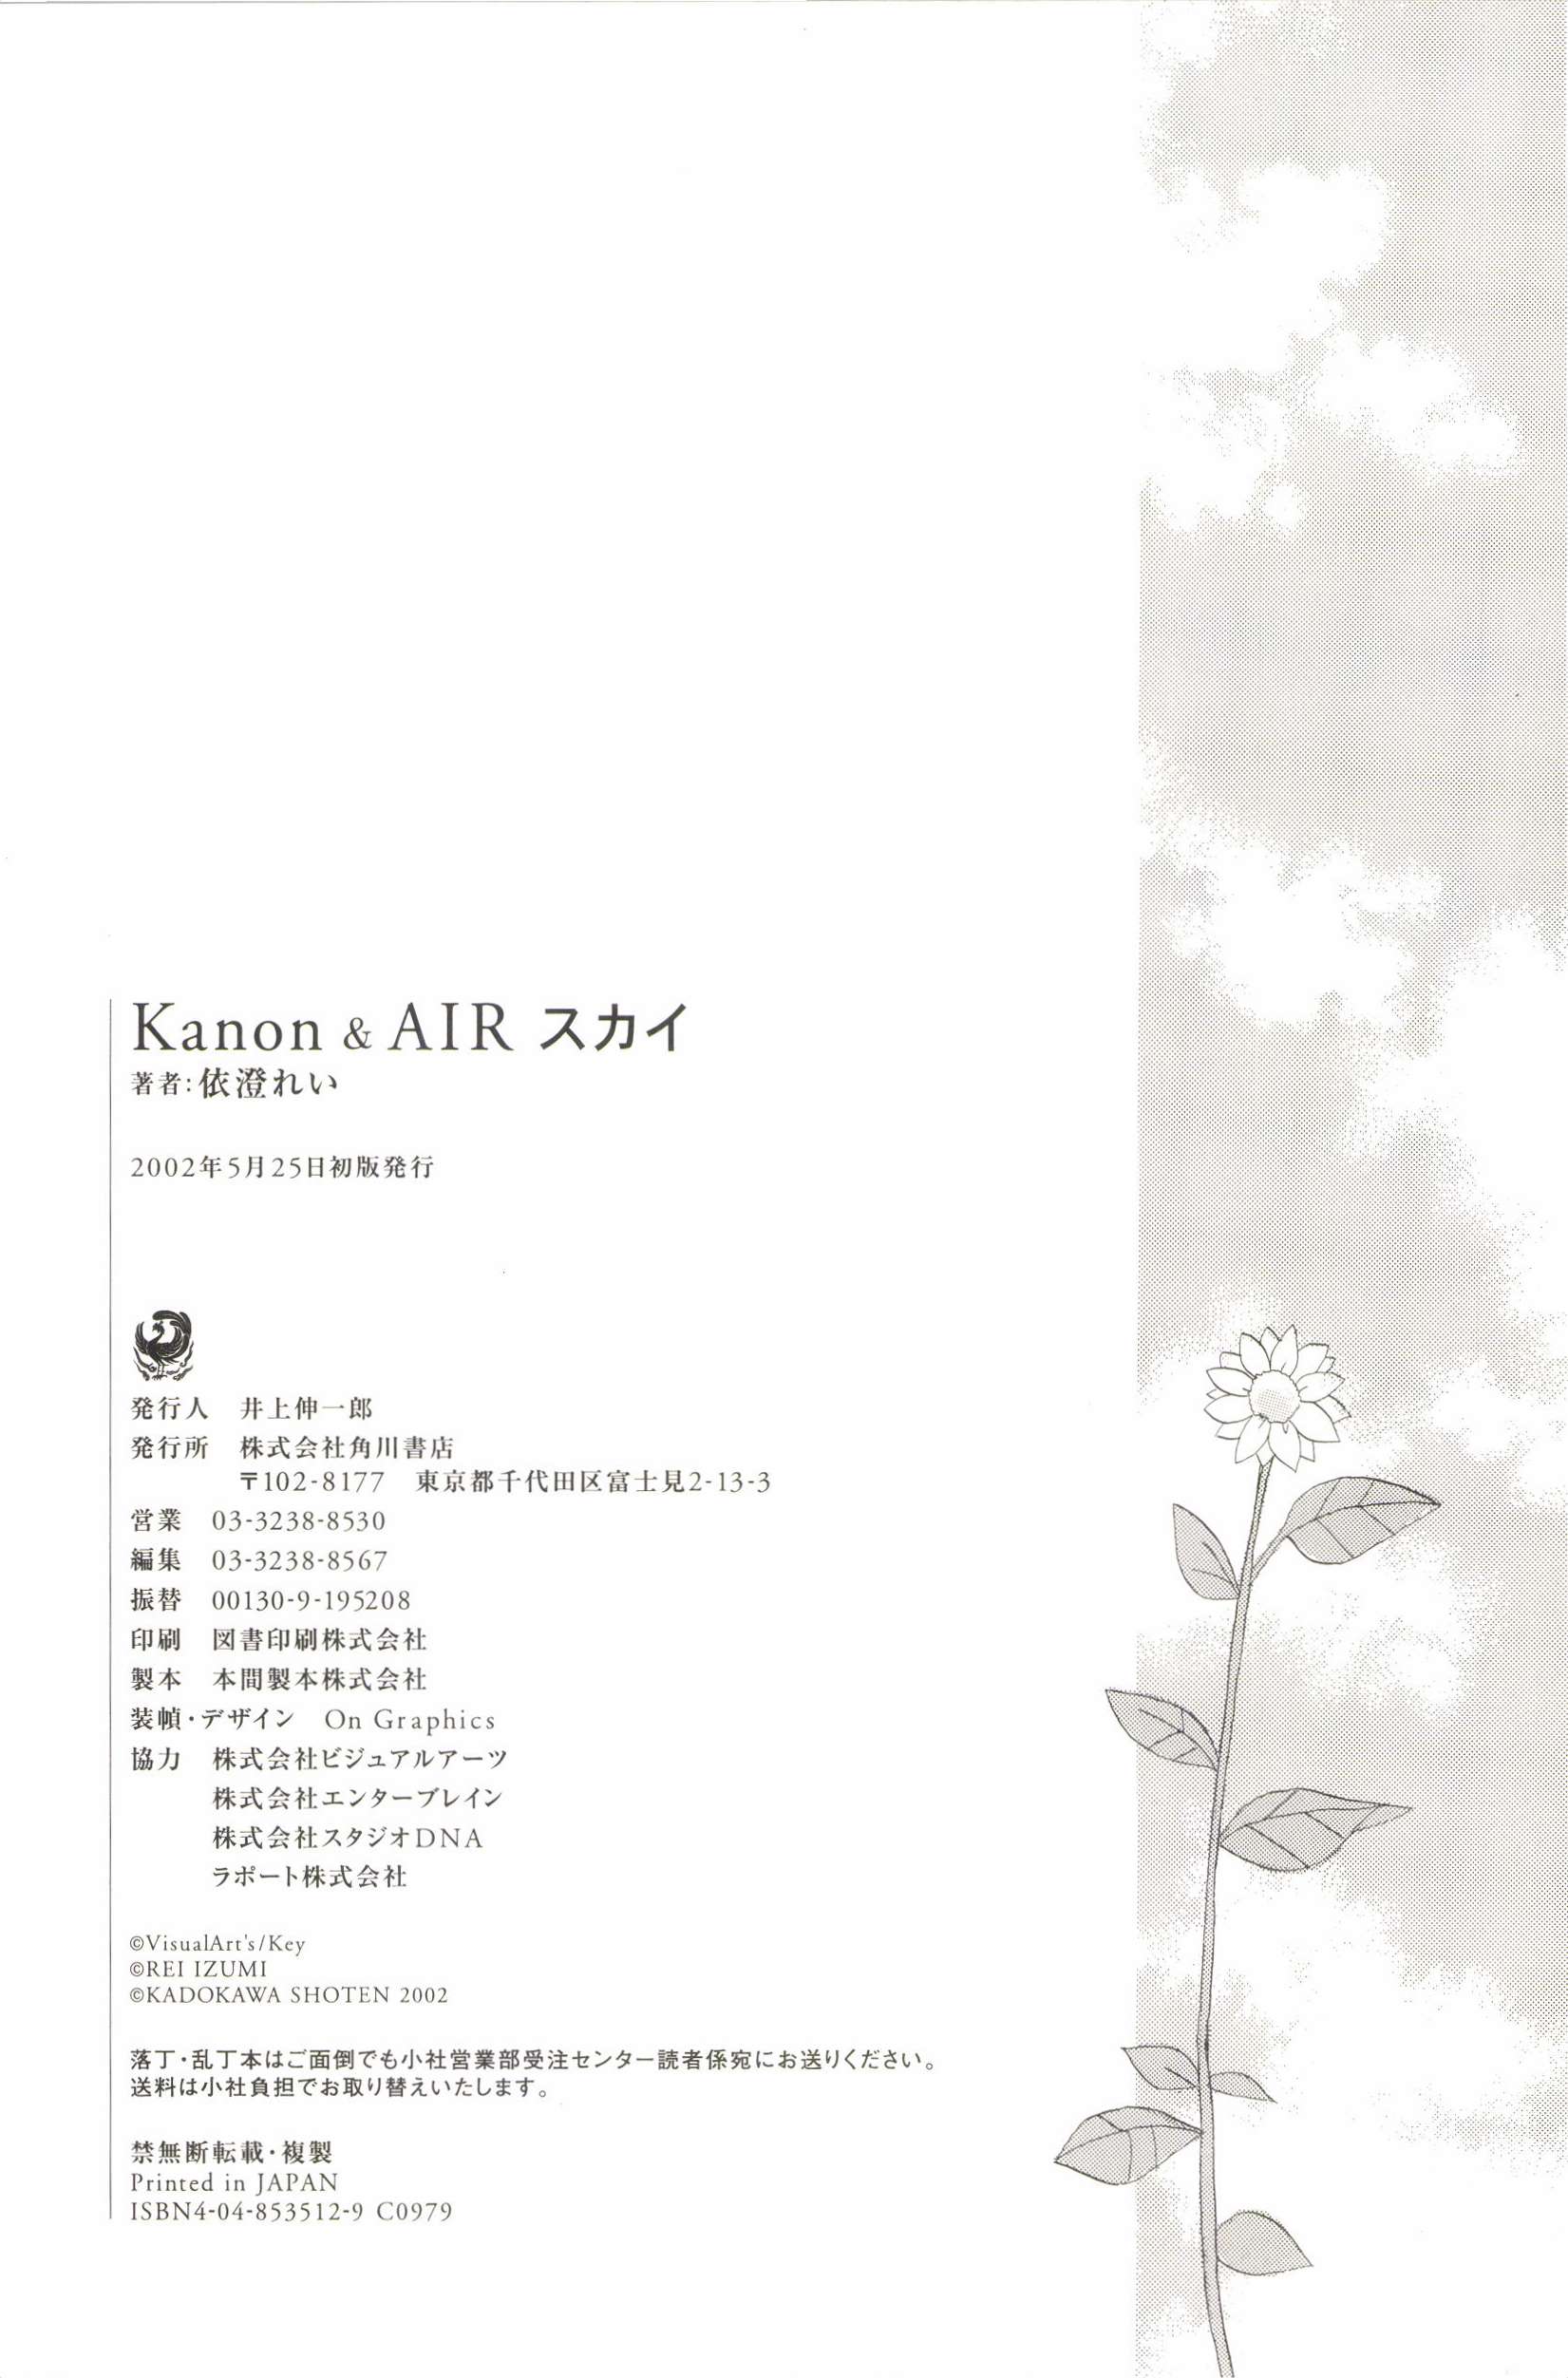 Kanon & AIR スカイ
著者：依澄れい
2002年5月25日初版発行
発行人　井上伸一郎
発行所　株式会社角川書店
〒102-8177　東京都千代田区富士見2-13-3
営業　03-3238-8530
編集　03-3238-8567
振替　00130-9-195208
印刷　図書印刷株式会社
製本　本間製本株式会社
装幀・デザイン　On Graphics
協力　株式会社ビジュアルアーツ
株式会社エンターブレイン
株式会社スタジオDNA
ラポート株式会社
©VisualArt's/Key
©REI IZUMI
©KADOKAWA SHOTEN 2002
落丁・乱丁本はご面倒でも小社営業部受注センター読者係宛にお送りください。
送料は小社負担でお取り替えいたします。
禁無断転載・複製
Printed in JAPAN
ISBN4-04-853512-9 C0979